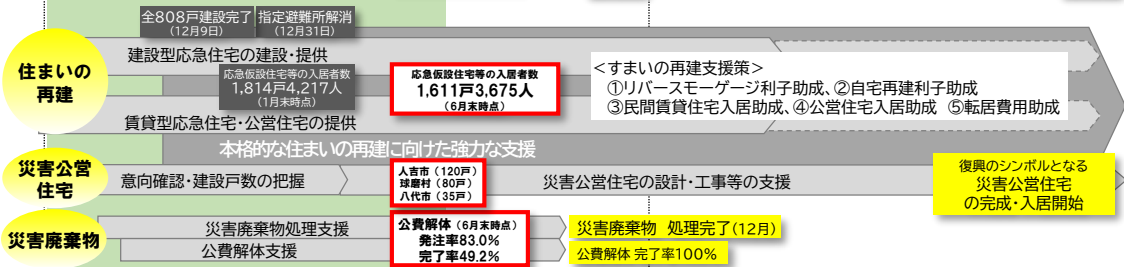 全808戸建設完了
(12月9日)
指定避難所解消
(12月31日)
住まいの
再建
建設型応急住宅の建設・提供
応急仮設住宅等の入居者数
1,814戸4,217人
(1月末時点)
応急仮設住宅等の入居者数
1,611戸3,675人
(6月末時点)
<すまいの再建支援策>
①リバースモーゲージ利子助成、②自宅再建利子助成
③民間賃貸住宅入居助成、④公営住宅入居助成 ⑤転居費用助成
賃貸型応急住宅・公営住宅の提供
本格的な住まいの再建に向けた強力な支援
災害公営
住宅
意向確認・建設戸数の把握
人吉市(120戸)
球磨村(80戸)
八代市(35戸)
災害公営住宅の設計・工事等の支援
復興のシンボルとなる
災害公営住宅
の完成・入居開始
災害廃棄物
災害廃棄物処理支援
公費解体支援
公費解体(6月末時点)
発注率83.0%
完了率49.2%
災害廃棄物 処理完了(12月)
公費解体 完了率100%